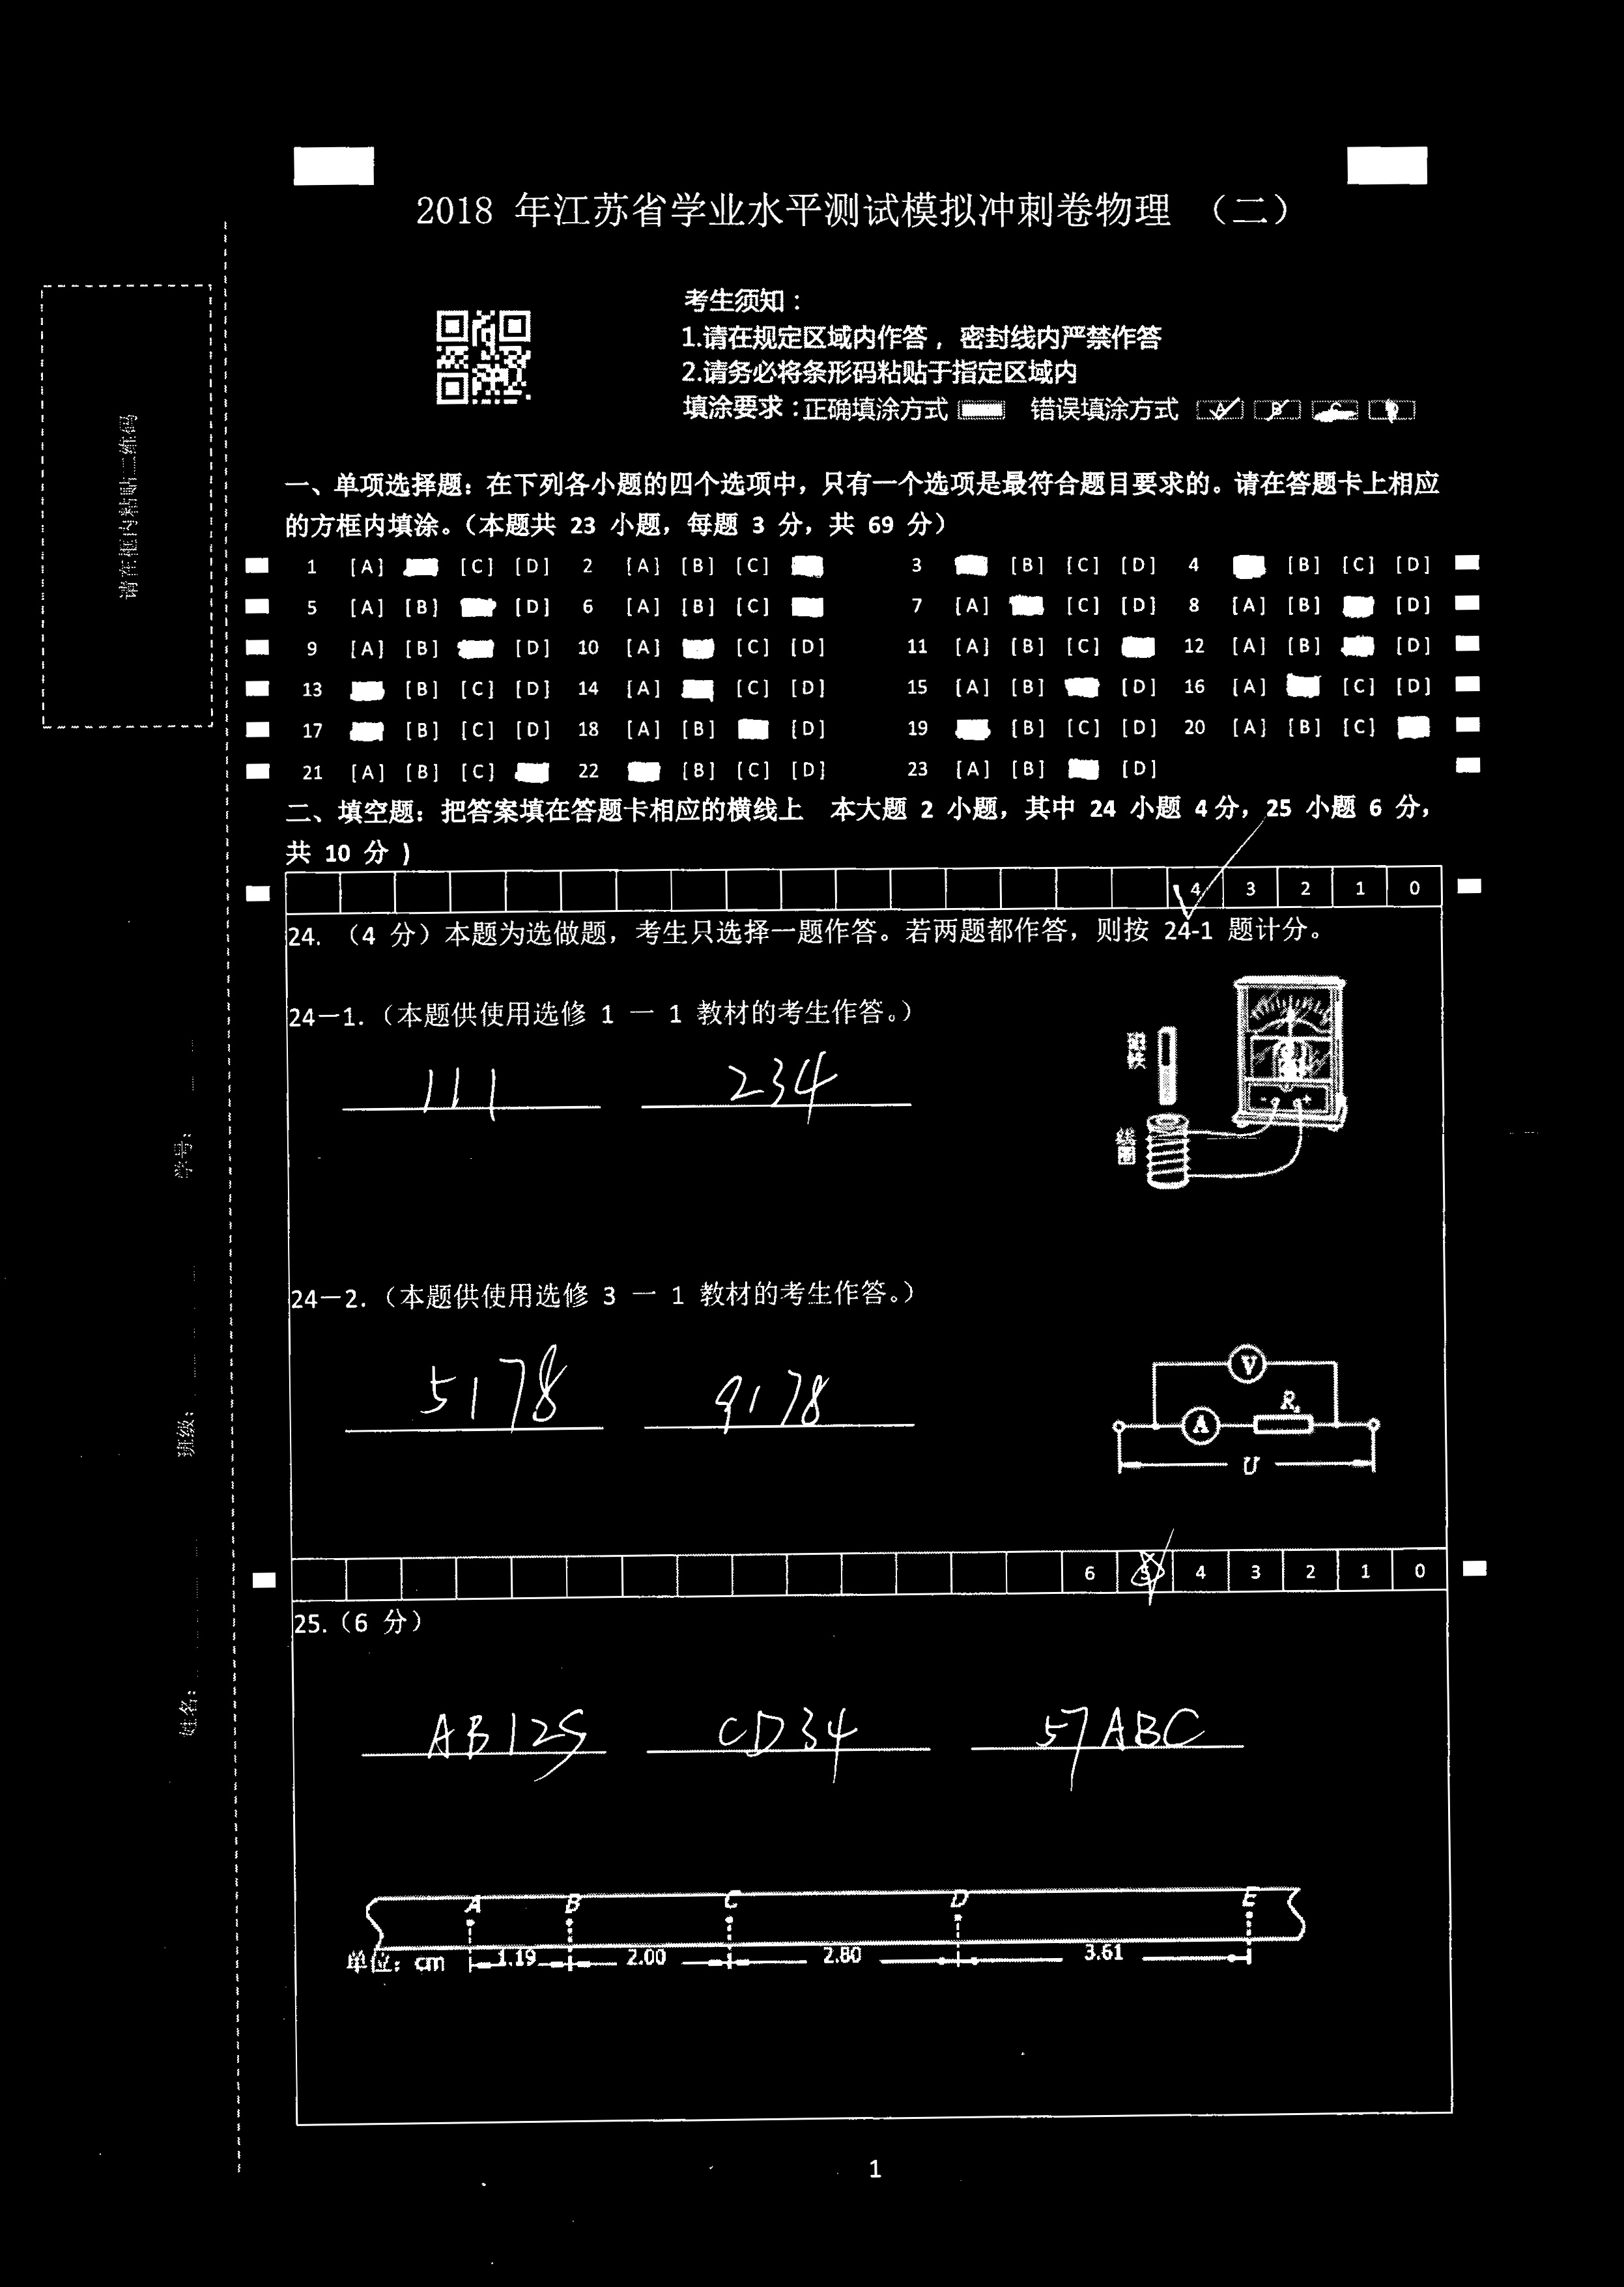 2018 年江苏省学业水平测试模拟冲刺卷物理 （二）
请在框内粘贴二维码
考生须知：
1.请在规定区域内作答， 密封线内严禁作答
2.请务必将条形码粘贴于指定区域内
填涂要求：正确填涂方式 错误填涂方式 A B C D
一、单项选择题：在下列各小题的四个选项中，只有一个选项是最符合题目要求的。请在答题卡上相应
的方框内填涂。（本题共 23 小题，每题 3 分，共 69 分）
1 [A] [C] [D] 2 [A] [B] [C] 3 [B] [C] [D] 4 [B] [C] [D]
5 [A] [B] [D] 6 [A] [B] [C] 7 [A] [C] [D] 8 [A] [B] [D]
9 [A] [B] [D] 10 [A] [C] [D] 11 [A] [B] [C] 12 [A] [B] [D]
13 [B] [C] [D] 14 [A] [C] [D] 15 [A] [B] [D] 16 [A] [C] [D]
17 [B] [C] [D] 18 [A] [B] [D] 19 [B] [C] [D] 20 [A] [B] [C]
21 [A] [B] [C] 22 [B] [C] [D] 23 [A] [B] [D]
二、填空题：把答案填在答题卡相应的横线上 本大题 2 小题，其中 24 小题 4分，25 小题 6 分，
共 10 分 )
4 3 2 1 0
24. （4 分）本题为选做题，考生只选择一题作答。若两题都作答，则按 24-1 题计分。
24－1.（本题供使用选修 1 － 1 教材的考生作答。）
111 234
磁铁
线圈
- +
学号：
24－2.（本题供使用选修 3 － 1 教材的考生作答。）
5178 9178
V
A Rx
U
班级：
6 5 4 3 2 1 0
25.（6 分）
姓名：
AB125 CD34 57ABC
A B C D E
单位：cm 1.19 2.00 2.80 3.61
1